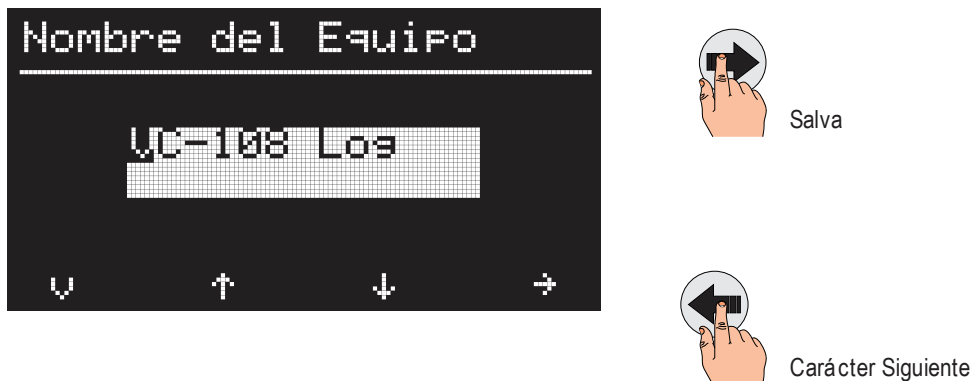 Nombre del Equipo
VC-108 Log
V ↑ ↓ →
Salva
Carácter Siguiente